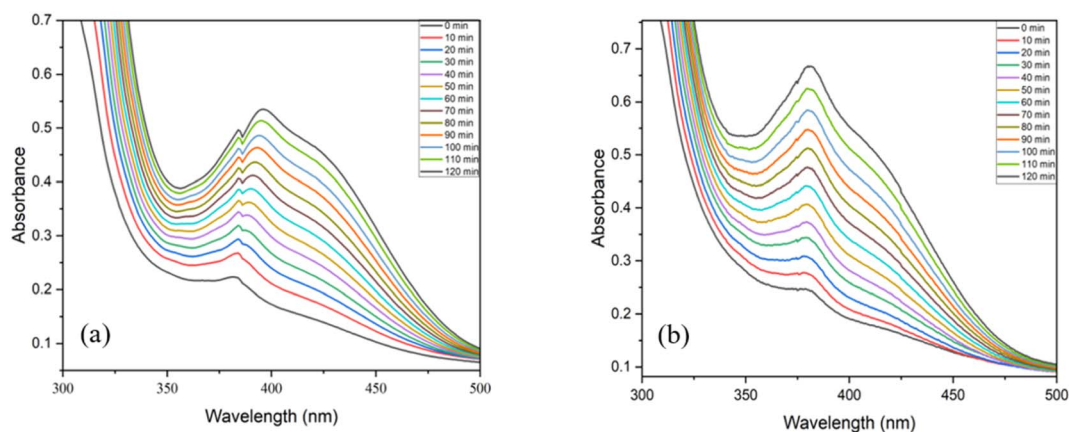 0.7
0.6
0.5
0.4
0.3
0.2
0.1
Absorbance
300
350
400
450
500
Wavelength (nm)
(a)
0 min
10 min
20 min
30 min
40 min
50 min
60 min
70 min
80 min
90 min
100 min
110 min
120 min
0.7
0.6
0.5
0.4
0.3
0.2
0.1
Absorbance
300
350
400
450
500
Wavelength (nm)
(b)
0 min
10 min
20 min
30 min
40 min
50 min
60 min
70 min
80 min
90 min
100 min
110 min
120 min